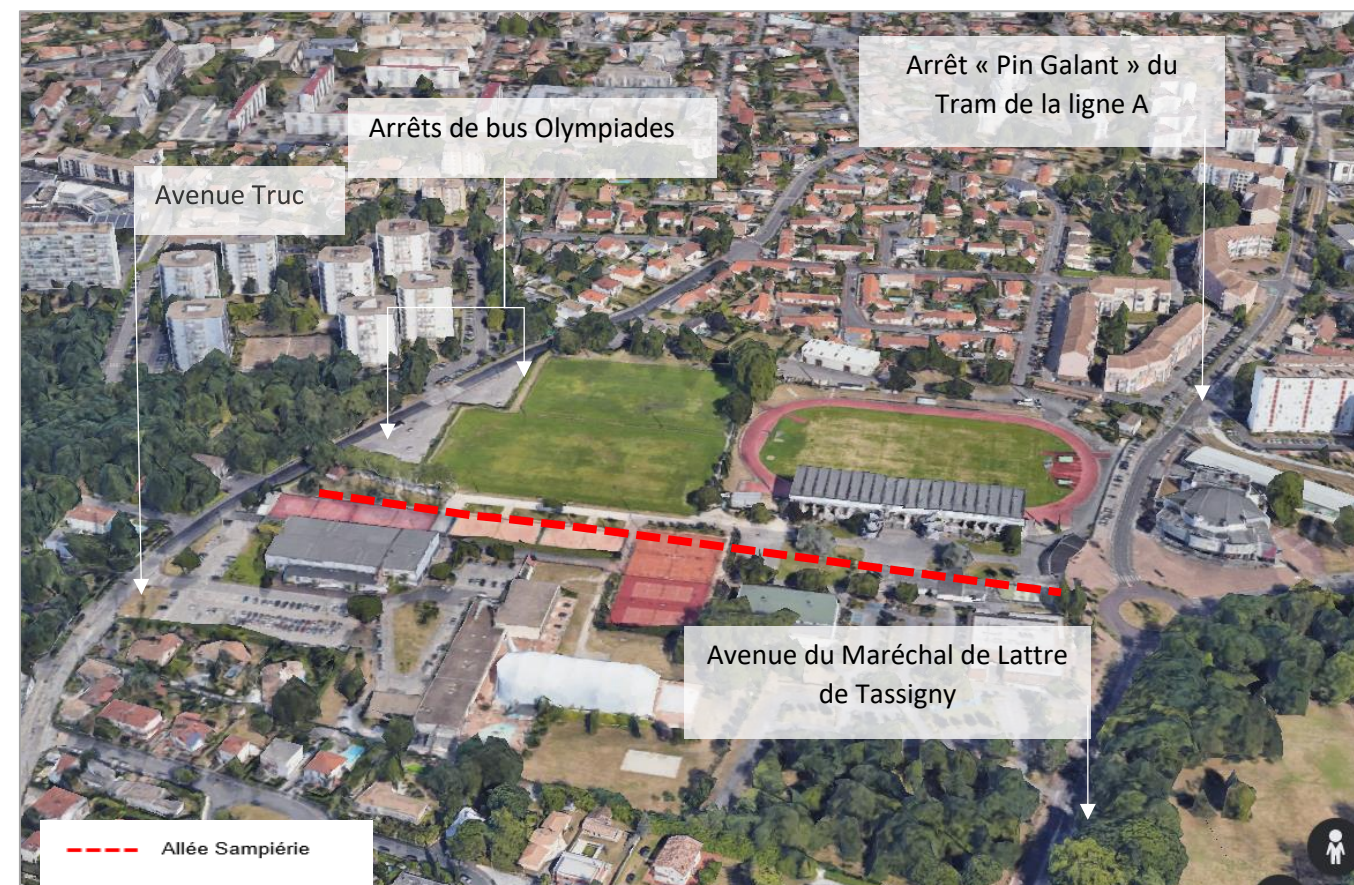 Arrêt « Pin Galant » du
Tram de la ligne A
Arrêts de bus Olympiades
Avenue Truc
Avenue du Maréchal de Lattre
de Tassigny
Allée Sampiérie